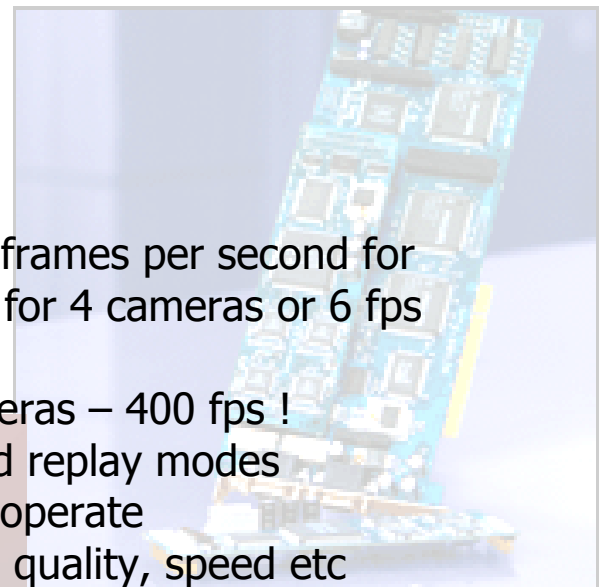 frames per second for
for 4 cameras or 6 fps
eras – 400 fps !
d replay modes
operate
quality, speed etc